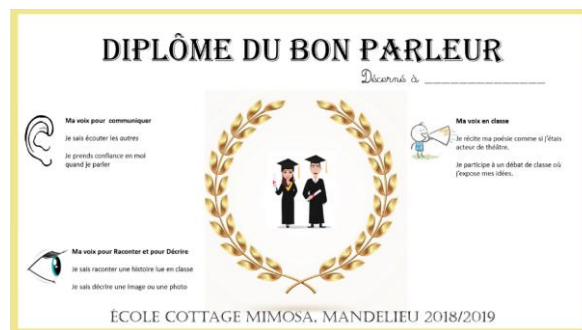 DIPLÔME DU BON PARLEUR
Décerné à ____________________
Ma voix pour communiquer
Je sais écouter les autres
Je prends confiance en moi
quand je parler
Ma voix en classe
Je récite ma poésie comme si j'étais
acteur de théâtre.
Je participe à un débat de classe où
j'expose mes idées.
Ma voix pour Raconter et pour Décrire
Je sais raconter une histoire lue en classe
Je sais décrire une image ou une photo
ÉCOLE COTTAGE MIMOSA, MANDELIEU 2018/2019